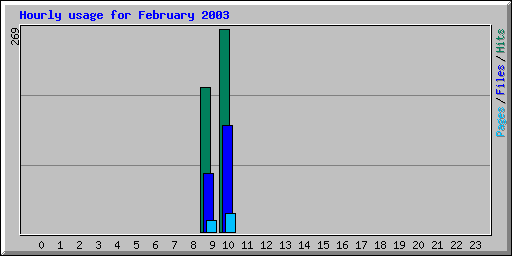 Hourly usage for February 2003
269
Pages/Files/Hits
0 1 2 3 4 5 6 7 8 9 10 11 12 13 14 15 16 17 18 19 20 21 22 23